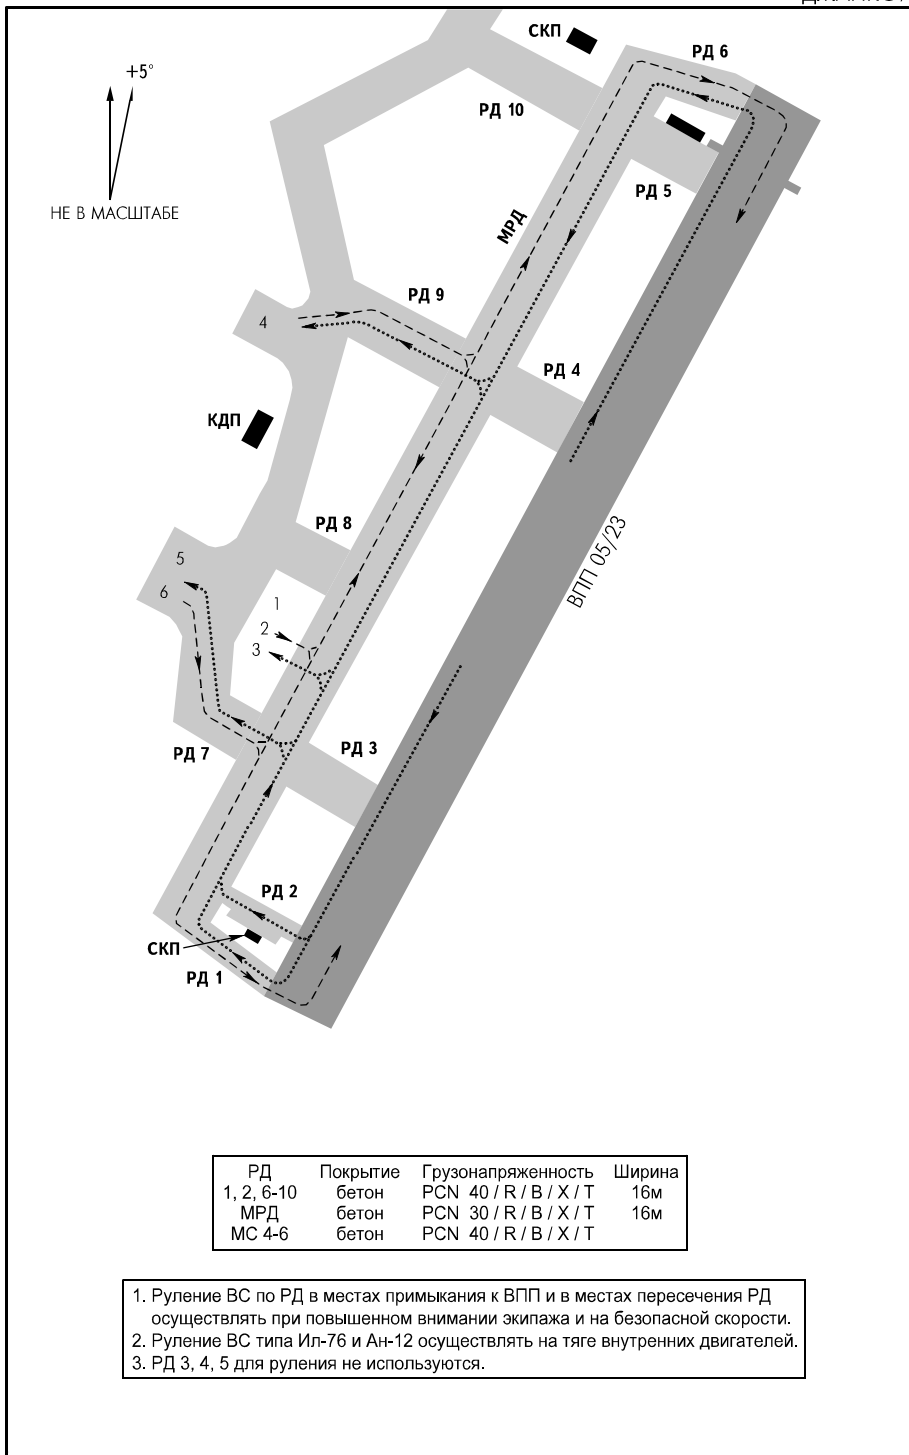 СКП
РД 6
+5°
РД 10
НЕ В МАСШТАБЕ
РД 5
МРД
РД 9
4
РД 4
КДП
РД 8
ВПП 05/23
5
6
1
2
3
РД 3
РД 7
РД 2
СКП
РД 1
РД Покрытие Грузонапряженность Ширина
1, 2, 6-10 бетон PCN 40 / R / B / X / T 16м
МРД бетон PCN 30 / R / B / X / T 16м
МС 4-6 бетон PCN 40 / R / B / X / T
1. Руление ВС по РД в местах примыкания к ВПП и в местах пересечения РД
осуществлять при повышенном внимании экипажа и на безопасной скорости.
2. Руление ВС типа Ил-76 и Ан-12 осуществлять на тяге внутренних двигателей.
3. РД 3, 4, 5 для руления не используются.